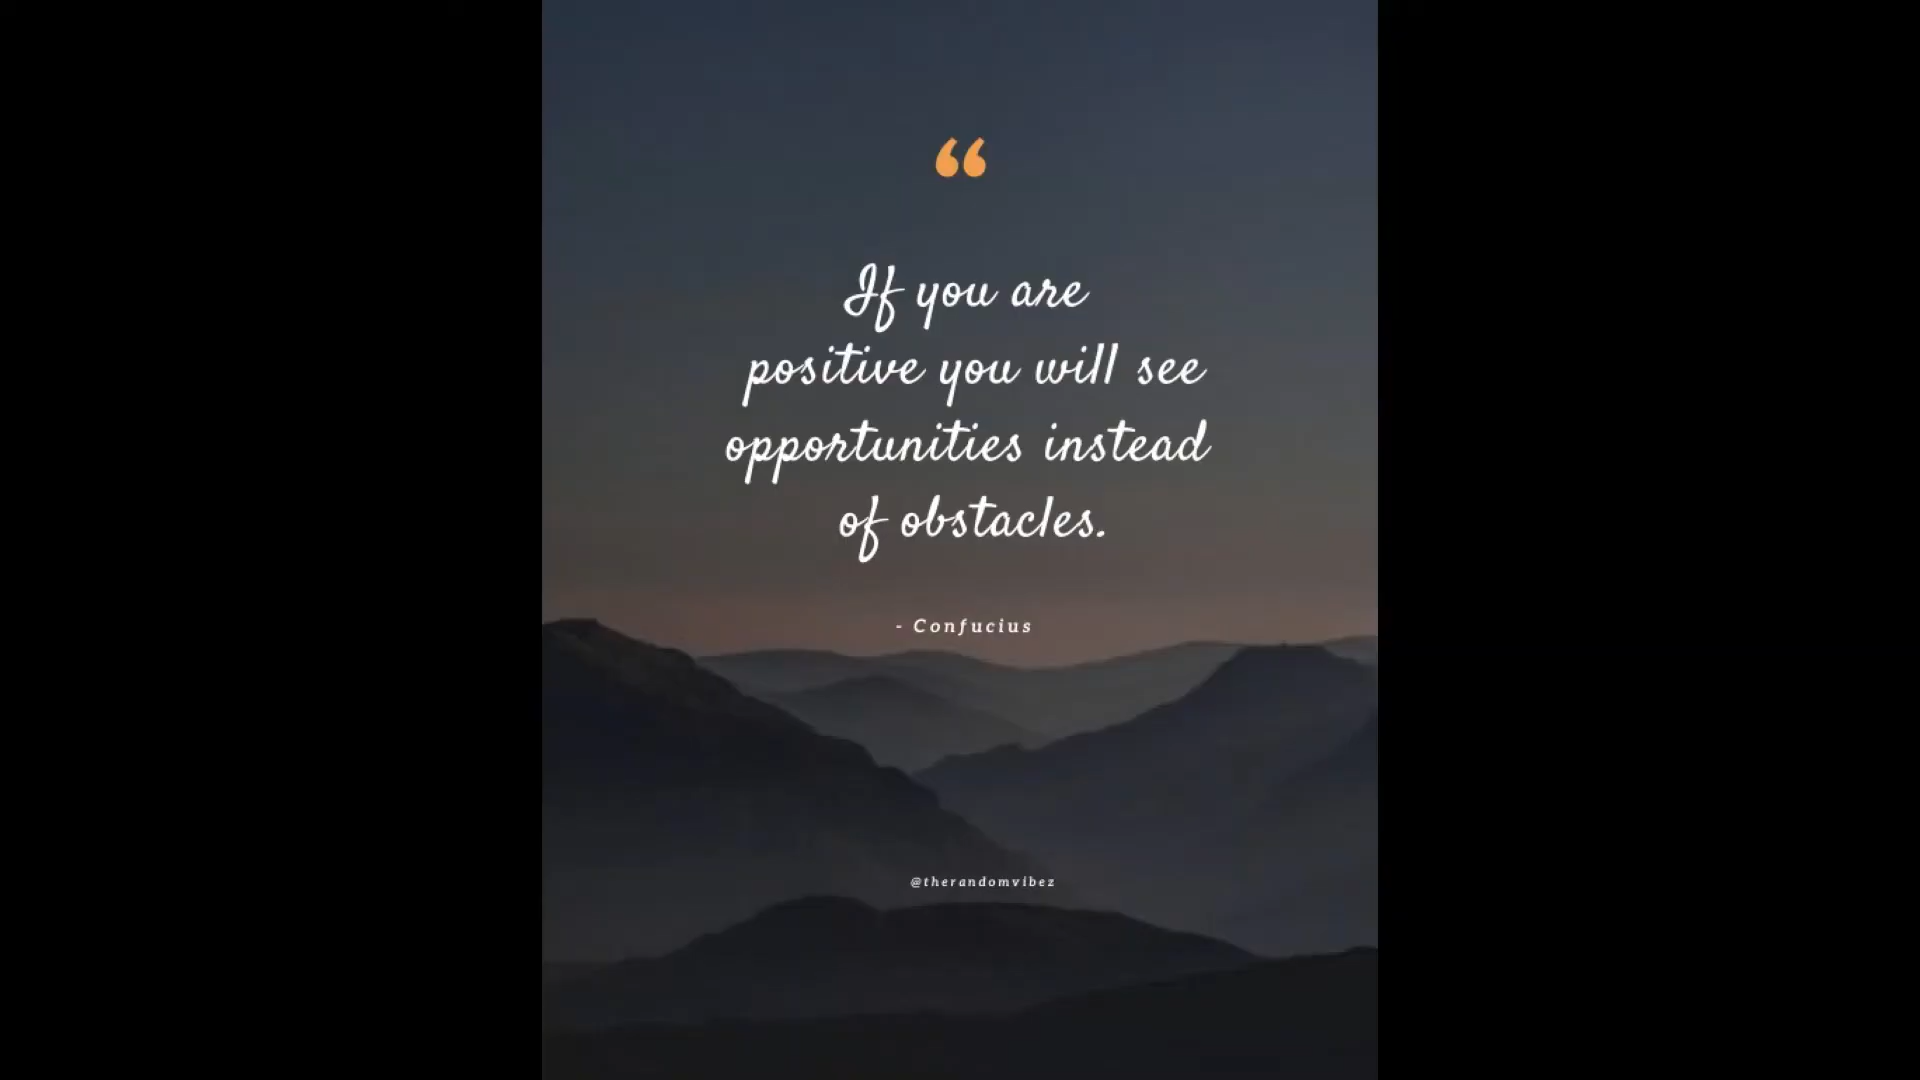 “
If you are
positive you will see
opportunities instead
of obstacles.
- Confucius
@therandomvibez